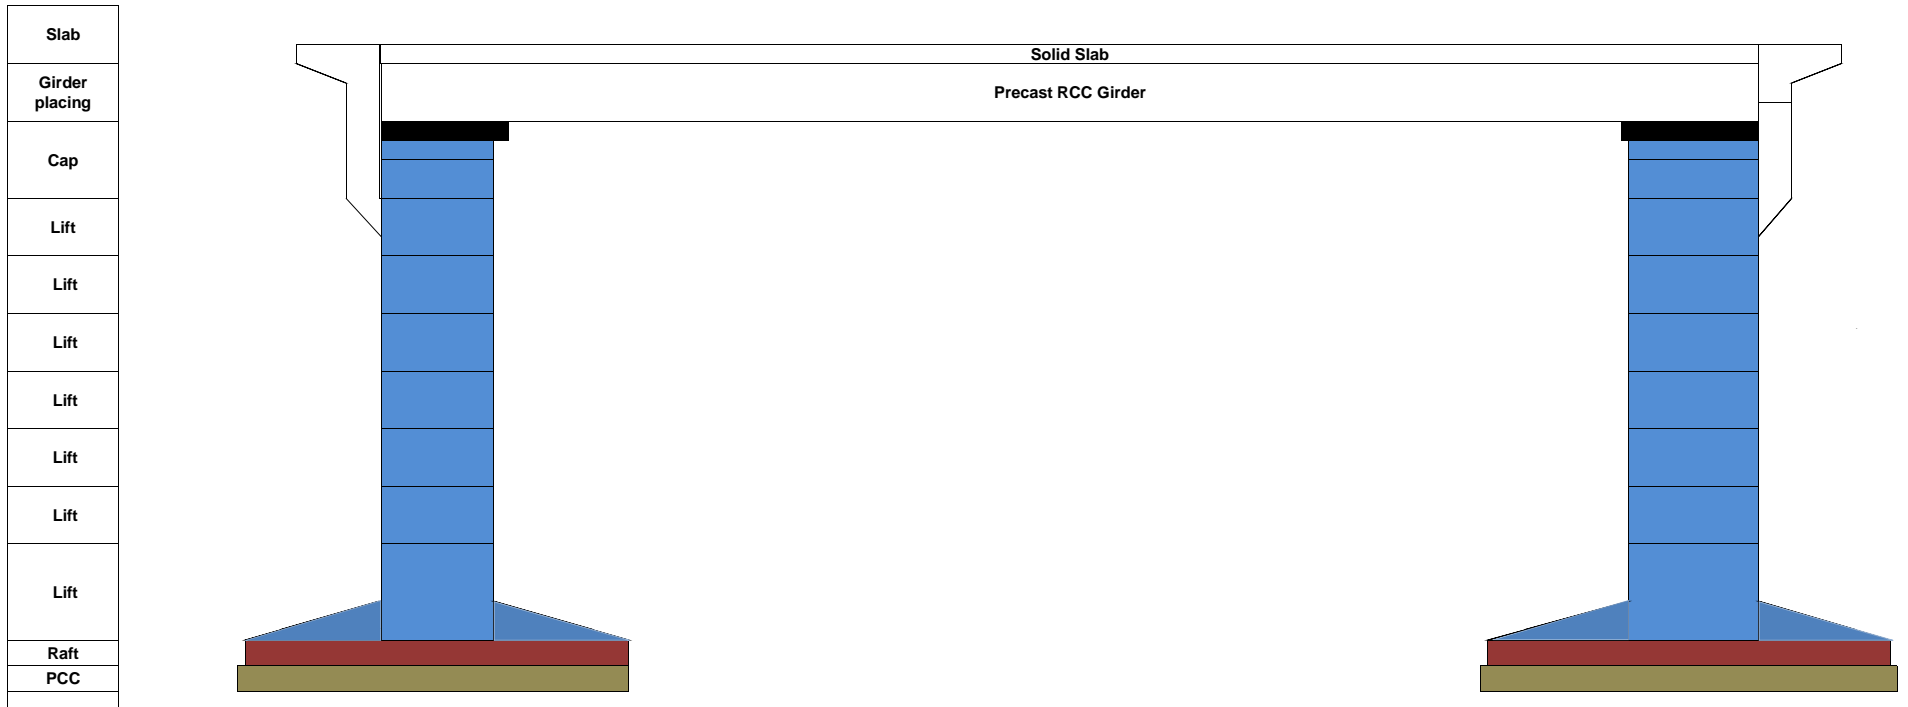 Slab
Solid Slab
Girder
placing
Precast RCC Girder
Cap
Lift
Lift
Lift
Lift
Lift
Lift
Lift
Raft
PCC